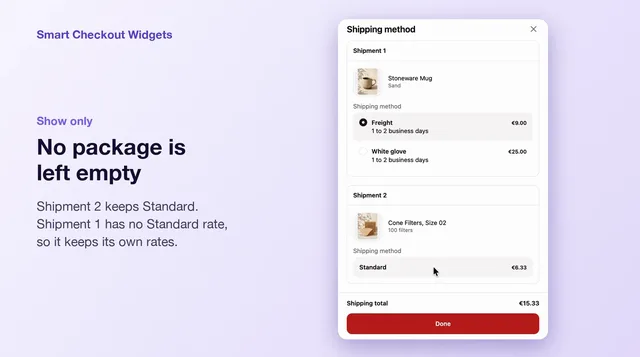 Smart Checkout Widgets
Show only
No package is
left empty
Shipment 2 keeps Standard.
Shipment 1 has no Standard rate,
so it keeps its own rates.
Shipping method
Shipment 1
Stoneware Mug
Sand
Shipping method
Freight €9.00
1 to 2 business days
White glove €25.00
1 to 2 business days
Shipment 2
Cone Filters, Size 02
100 filters
Shipping method
Standard €6.33
Shipping total €15.33
Done